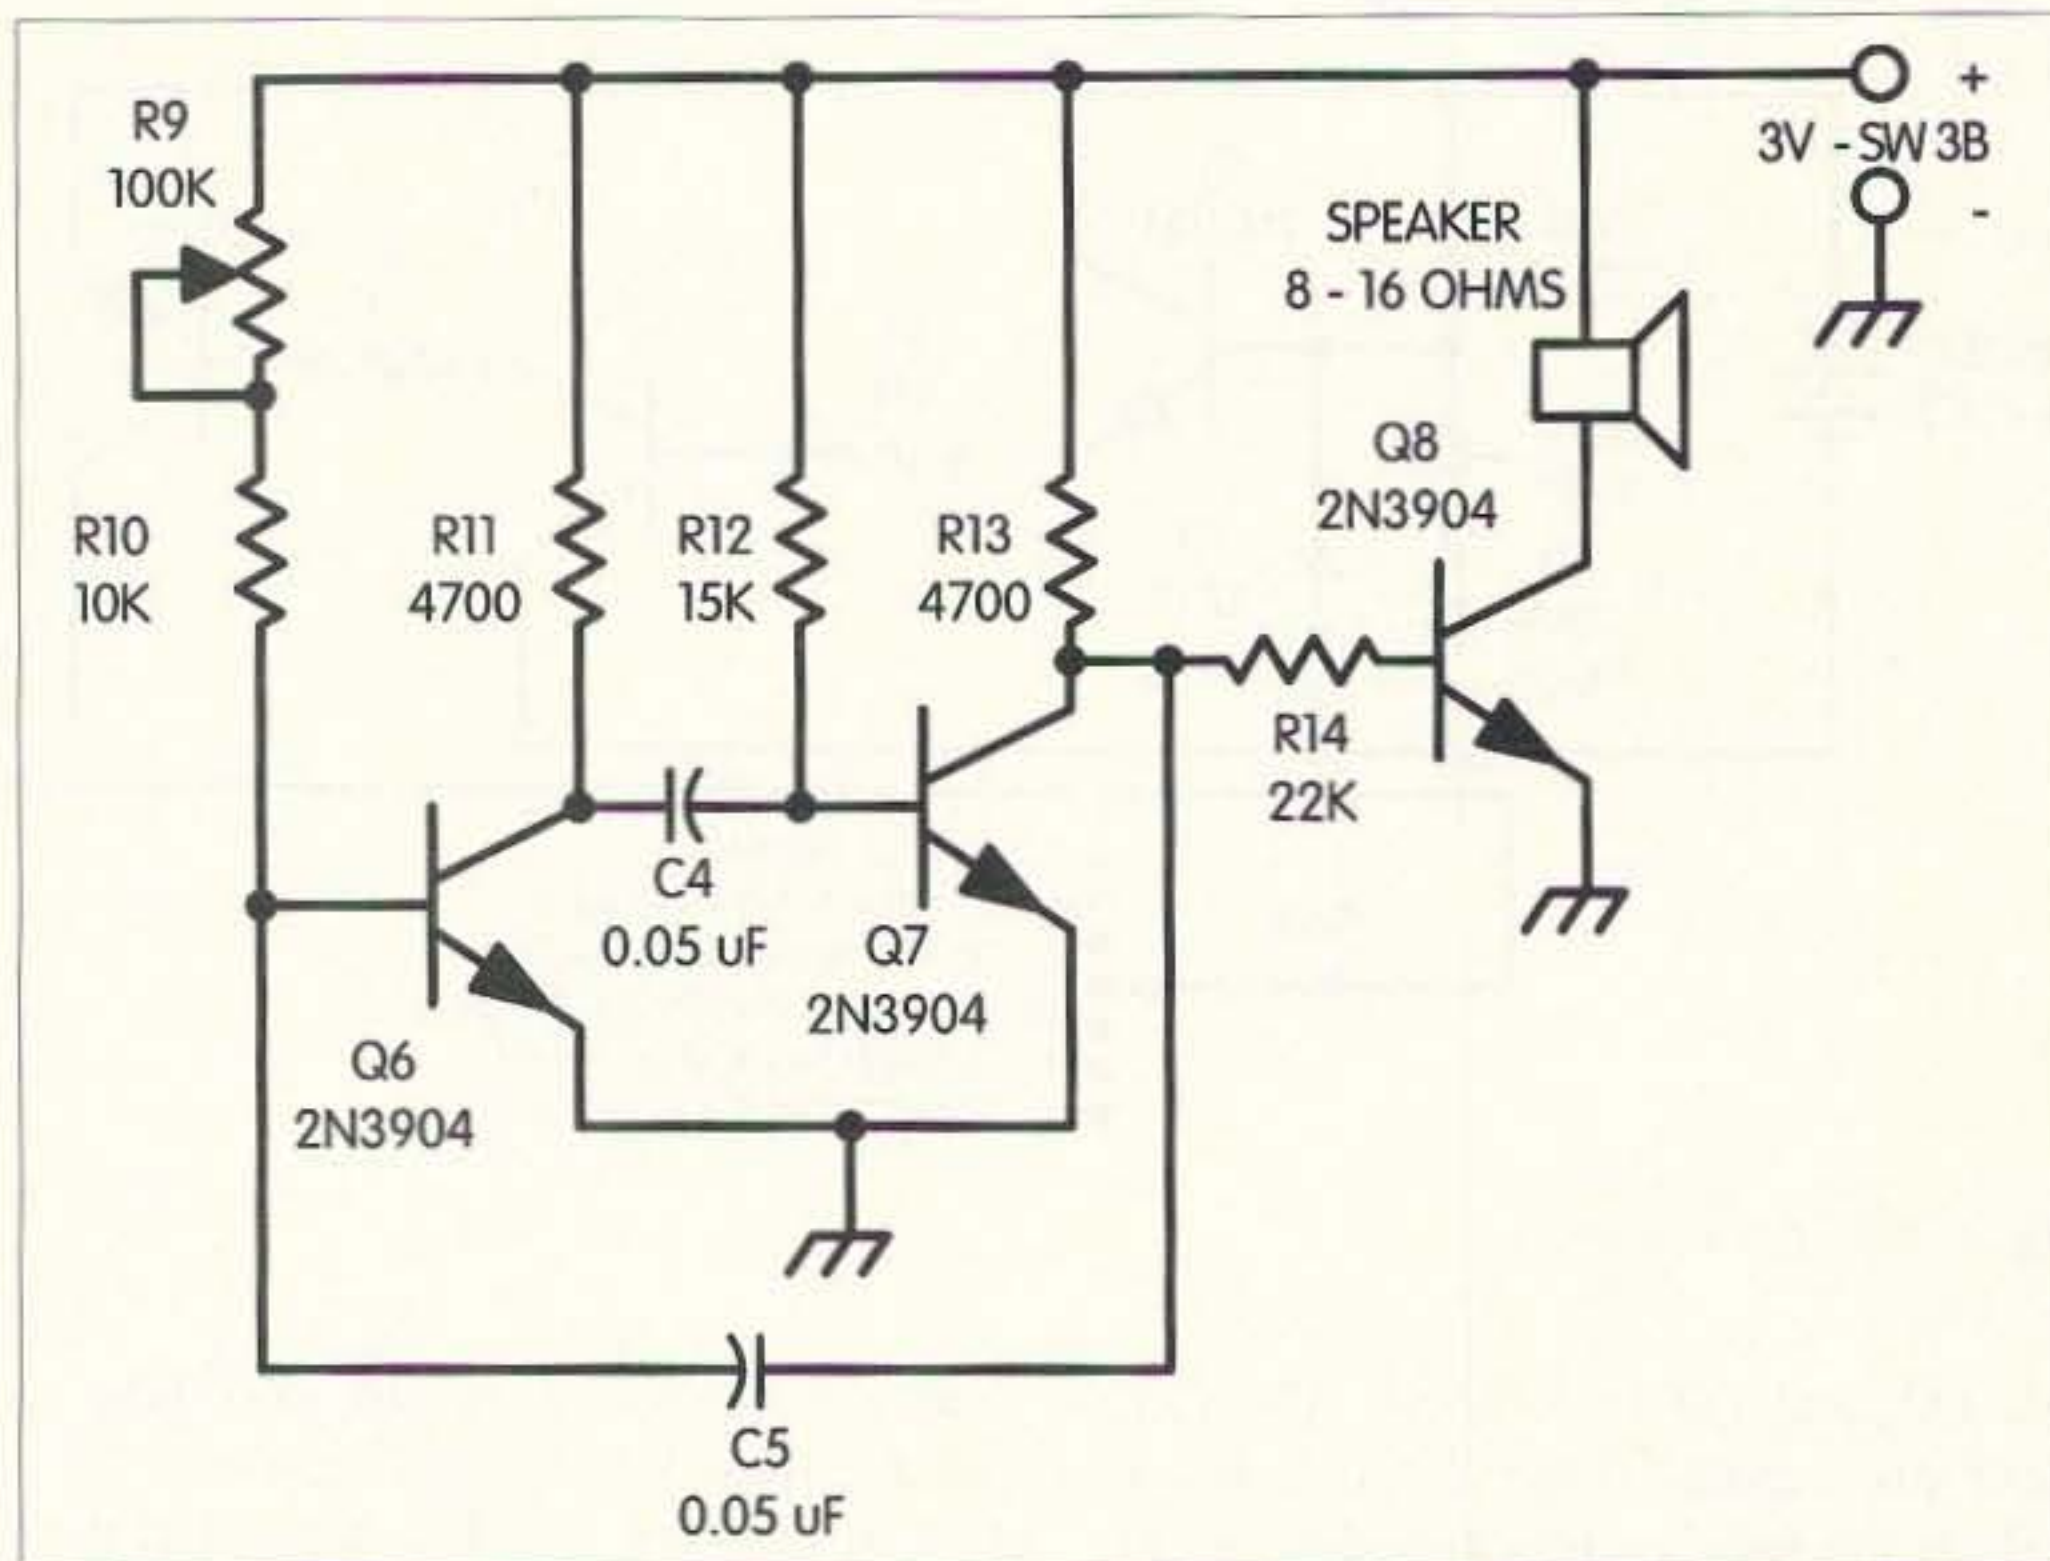 R9
100K
+
3V - SW 3B
-
SPEAKER
8 - 16 OHMS
Q8
2N3904
R10
10K
R11
4700
R12
15K
R13
4700
R14
22K
C4
0.05 uF
Q7
2N3904
Q6
2N3904
C5
0.05 uF